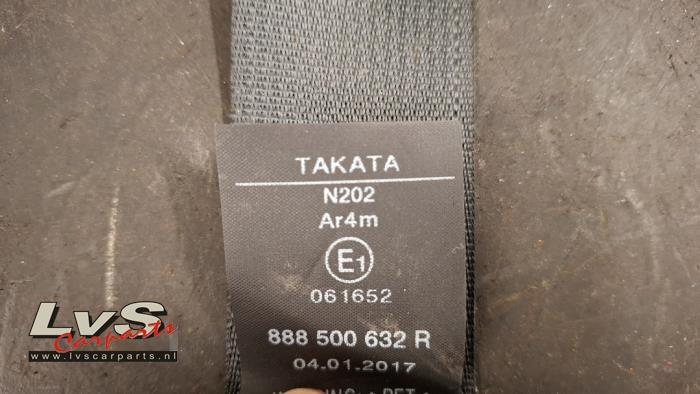 TAKATA
N202
Ar4m
E1
061652
888 500 632 R
04.01.2017
LvS
Carparts
www.lvscarparts.nl